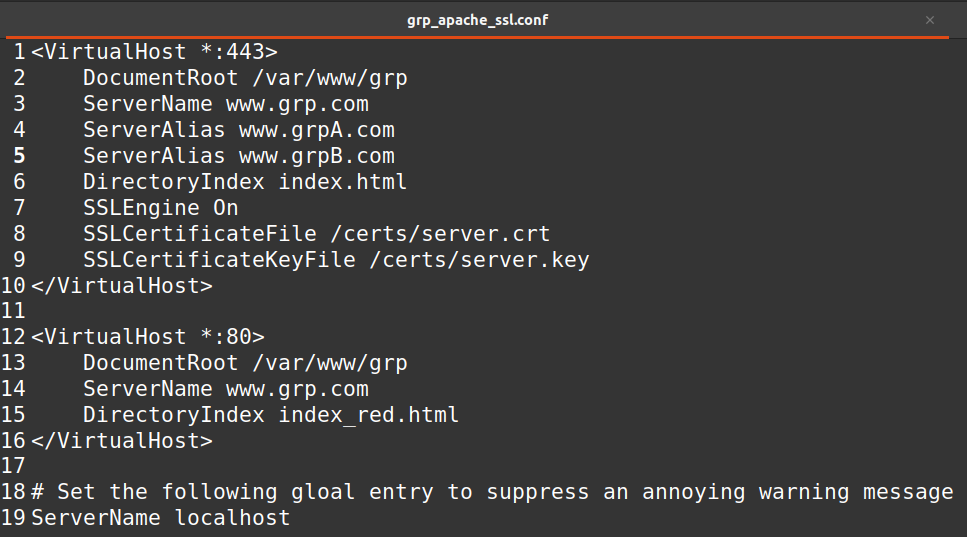 grp_apache_ssl.conf ×
1 <VirtualHost *:443>
2     DocumentRoot /var/www/grp
3     ServerName www.grp.com
4     ServerAlias www.grpA.com
5     ServerAlias www.grpB.com
6     DirectoryIndex index.html
7     SSLEngine On
8     SSLCertificateFile /certs/server.crt
9     SSLCertificateKeyFile /certs/server.key
10 </VirtualHost>
11
12 <VirtualHost *:80>
13     DocumentRoot /var/www/grp
14     ServerName www.grp.com
15     DirectoryIndex index_red.html
16 </VirtualHost>
17
18 # Set the following gloal entry to suppress an annoying warning message
19 ServerName localhost